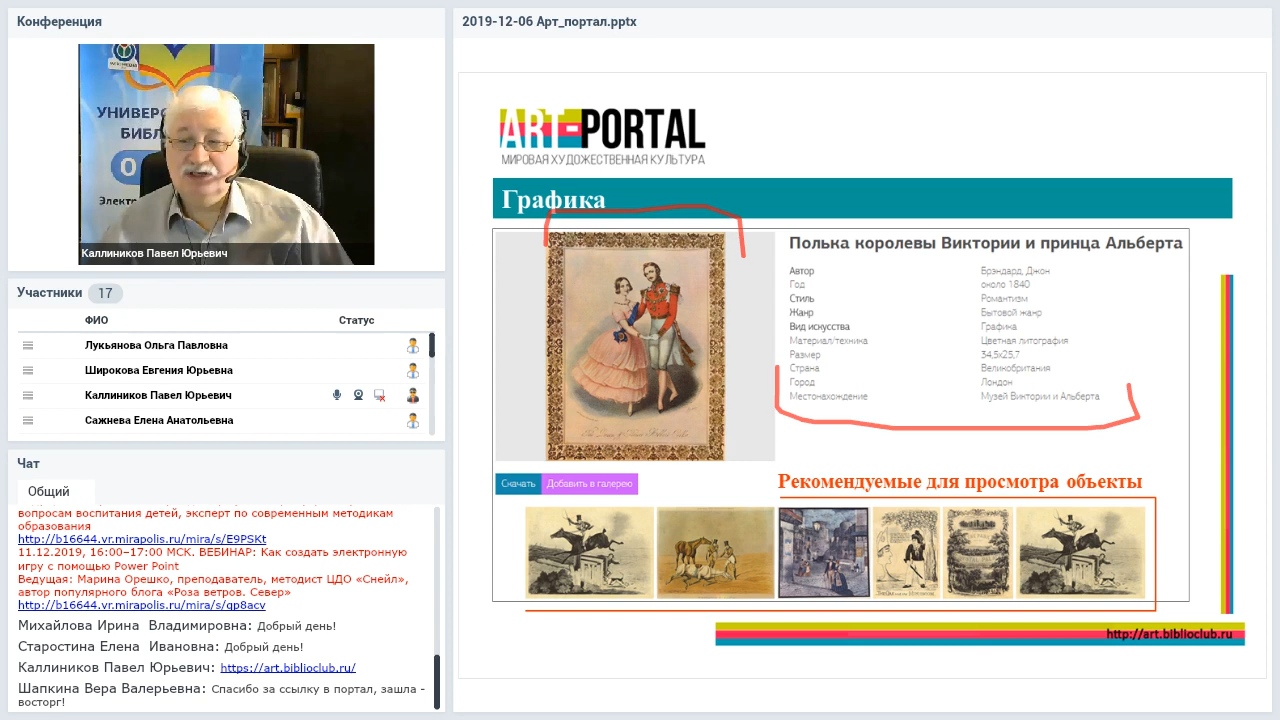 Конференция
УНИВЕР
Я
БИБЛ
Элект
Каллиников Павел Юрьевич
Участники 17
ФИО Статус
Лукьянова Ольга Павловна
Широкова Евгения Юрьевна
Каллиников Павел Юрьевич
Сажнева Елена Анатольевна
Чат
Общий
вопросам воспитания детей, эксперт по современным методикам
образования
http://b16644.vr.mirapolis.ru/mira/s/E9PSKt
11.12.2019, 16:00–17:00 МСК. ВЕБИНАР: Как создать электронную
игру с помощью Power Point
Ведущая: Марина Орешко, преподаватель, методист ЦДО «Снейл»,
автор популярного блога «Роза ветров. Север»
http://b16644.vr.mirapolis.ru/mira/s/gp8acv
Михайлова Ирина Владимировна: Добрый день!
Старостина Елена Ивановна: Добрый день!
Каллиников Павел Юрьевич: https://art.biblioclub.ru/
Шапкина Вера Валерьевна: Спасибо за ссылку в портал, зашла -
восторг!
2019-12-06 Арт_портал.pptx
ART-PORTAL
МИРОВАЯ ХУДОЖЕСТВЕННАЯ КУЛЬТУРА
Графика
Полька королевы Виктории и принца Альберта
Автор Брэндард, Джон
Год около 1840
Стиль Романтизм
Жанр Бытовой жанр
Вид искусства Графика
Материал/техника Цветная литография
Размер 34,5x25,7
Страна Великобритания
Город Лондон
Местонахождение Музей Виктории и Альберта
Скачать Добавить в галерею
Рекомендуемые для просмотра объекты
http://art.biblioclub.ru